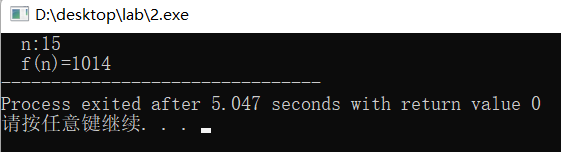 D:\desktop\lab\2.exe
n:15
f(n)=1014
--------------------------------
Process exited after 5.047 seconds with return value 0
请按任意键继续. . .